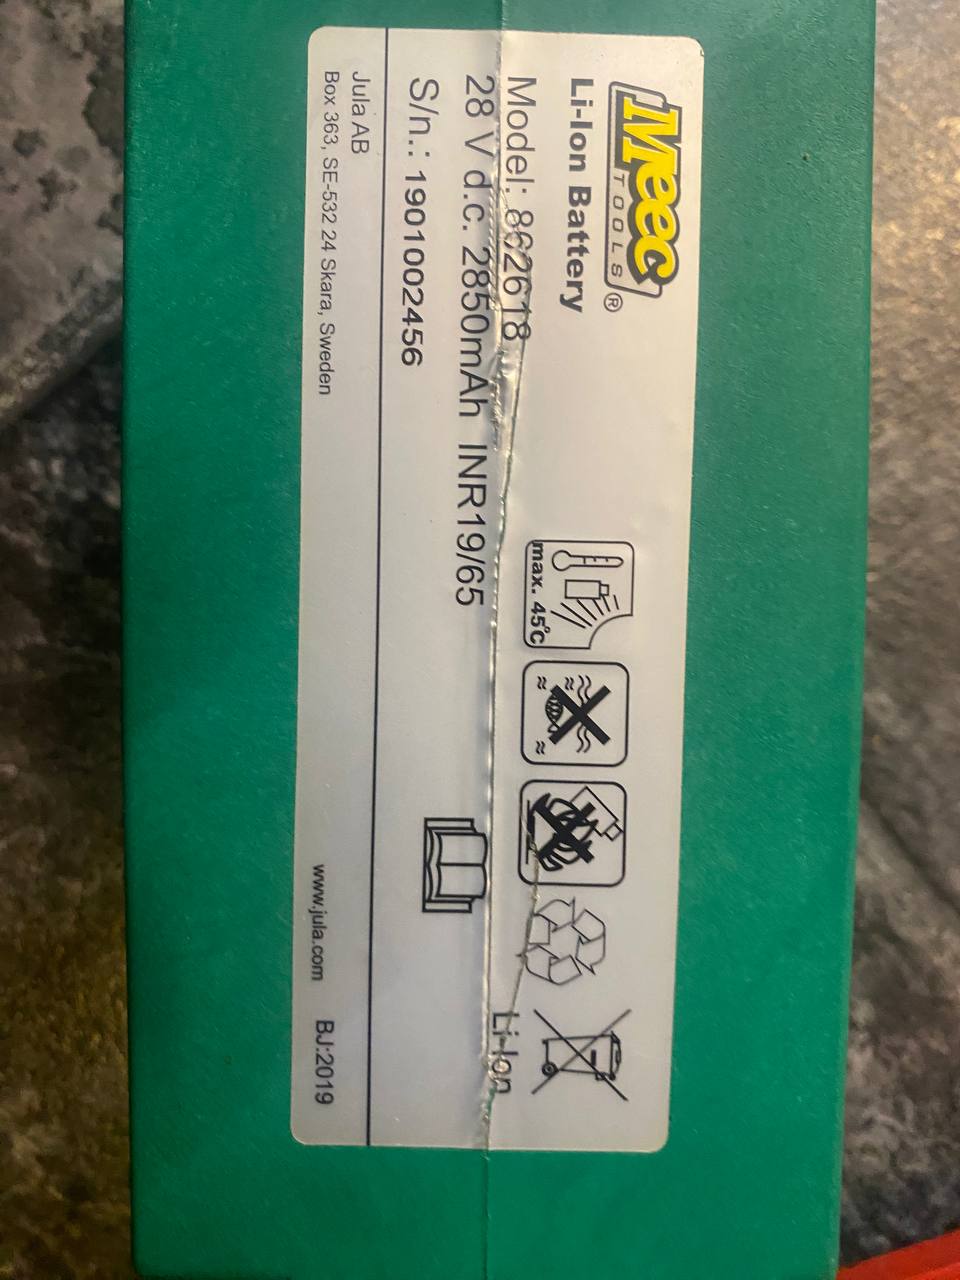 Meec
TOOLS®
Li-Ion Battery
Model: 862618
28 V d.c. 2850mAh INR19/65
S/n.: 1901002456
max. 45°c
Li-Ion
Jula AB
Box 363, SE-532 24 Skara, Sweden
www.jula.com BJ:2019